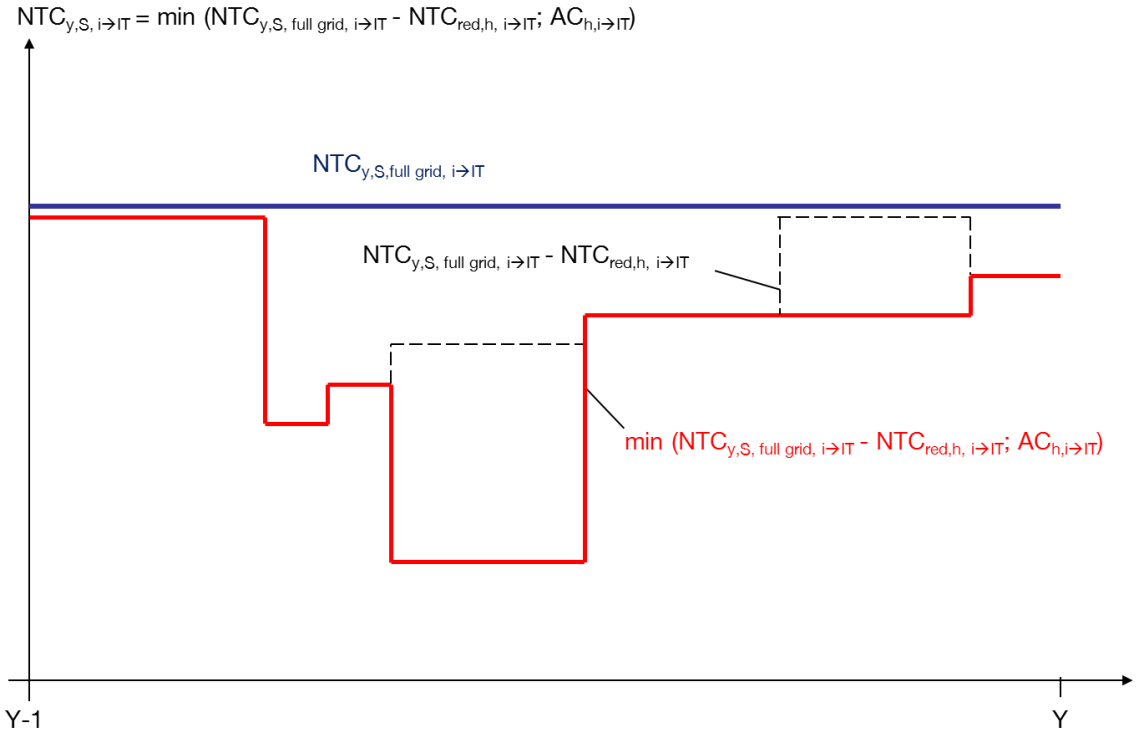 NTCy,S, i→IT = min (NTCy,S, full grid, i→IT - NTCred,h, i→IT; ACh,i→IT)
NTCy,S,full grid, i→IT
NTCy,S, full grid, i→IT - NTCred,h, i→IT
min (NTCy,S, full grid, i→IT - NTCred,h, i→IT; ACh,i→IT)
Y-1
Y